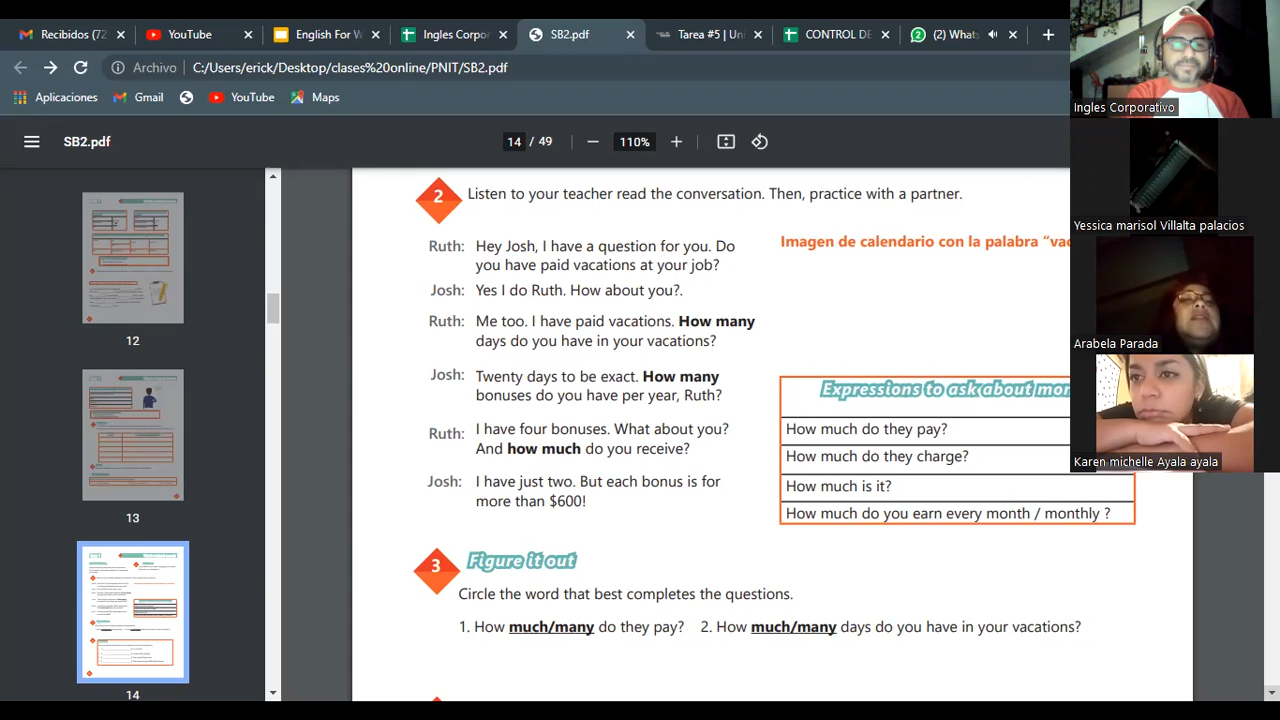 Recibidos (72
YouTube
English For W
Ingles Corpor
SB2.pdf
Tarea #5 | Un
CONTROL DE
(2) Whats
Archivo
C:/Users/erick/Desktop/clases%20online/PNIT/SB2.pdf
Aplicaciones
Gmail
YouTube
Maps
SB2.pdf
14 / 49
110%
12
13
14
2 Listen to your teacher read the conversation. Then, practice with a partner.
Imagen de calendario con la palabra “vac
Ruth: Hey Josh, I have a question for you. Do
you have paid vacations at your job?
Josh: Yes I do Ruth. How about you?.
Ruth: Me too. I have paid vacations. How many
days do you have in your vacations?
Josh: Twenty days to be exact. How many
bonuses do you have per year, Ruth?
Ruth: I have four bonuses. What about you?
And how much do you receive?
Josh: I have just two. But each bonus is for
more than $600!
Expressions to ask about mon
How much do they pay?
How much do they charge?
How much is it?
How much do you earn every month / monthly ?
3 Figure it out
Circle the word that best completes the questions.
1. How much/many do they pay? 2. How much/many days do you have in your vacations?
Ingles Corporativo
Yessica marisol Villalta palacios
Arabela Parada
Karen michelle Ayala ayala